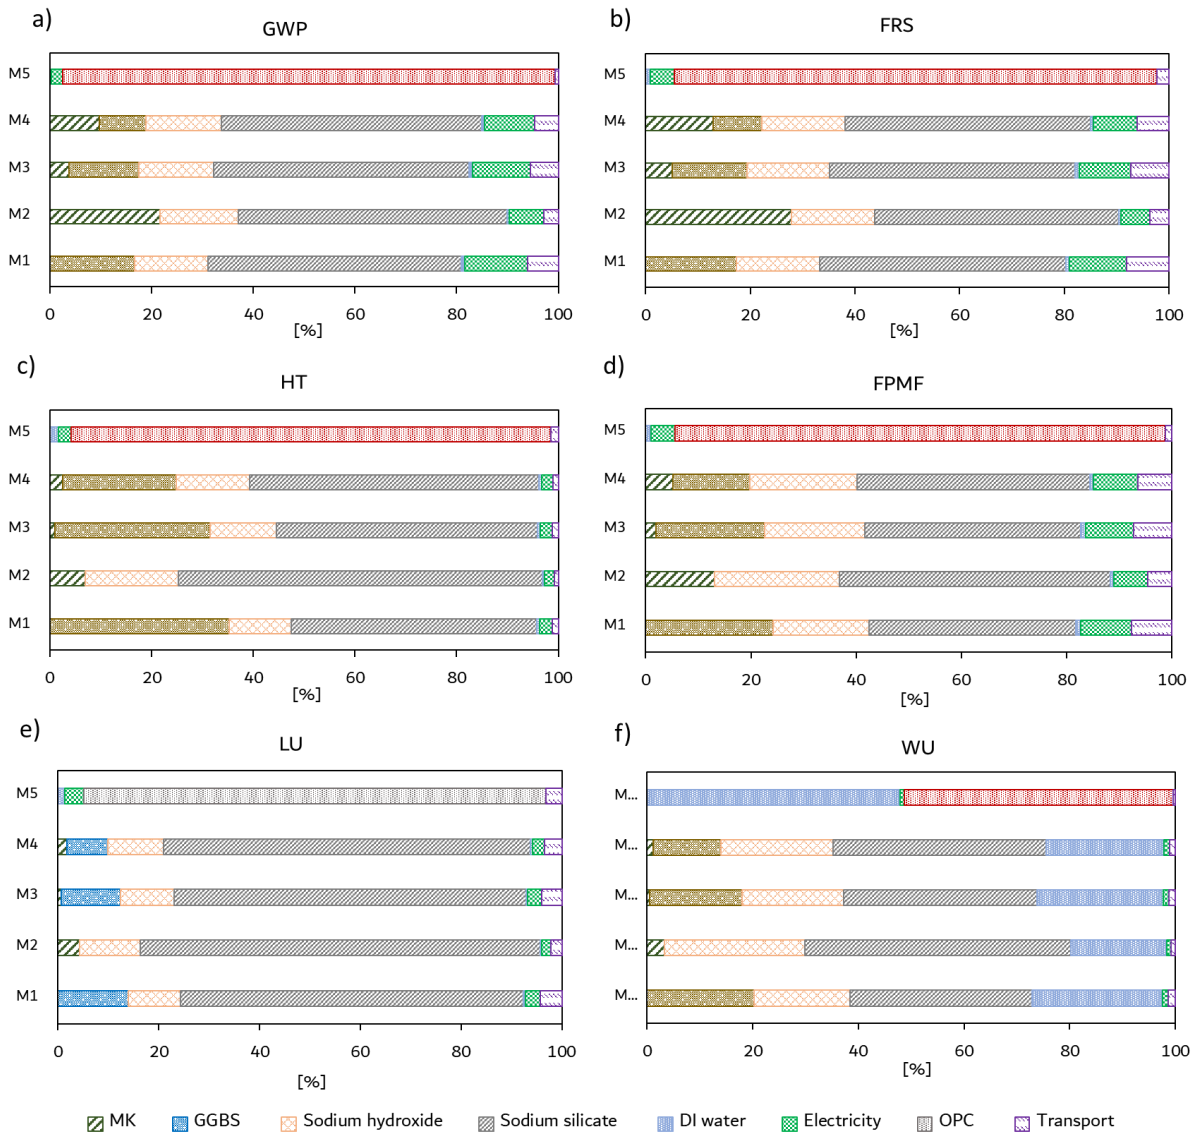 a)
GWP
M5
M4
M3
M2
M1
0 20 40 60 80 100
[%]
b)
FRS
M5
M4
M3
M2
M1
0 20 40 60 80 100
[%]
c)
HT
M5
M4
M3
M2
M1
0 20 40 60 80 100
[%]
d)
FPMF
M5
M4
M3
M2
M1
0 20 40 60 80 100
[%]
e)
LU
M5
M4
M3
M2
M1
0 20 40 60 80 100
[%]
f)
WU
M...
M...
M...
M...
M...
0 20 40 60 80 100
[%]
MK GGBS Sodium hydroxide Sodium silicate DI water Electricity OPC Transport